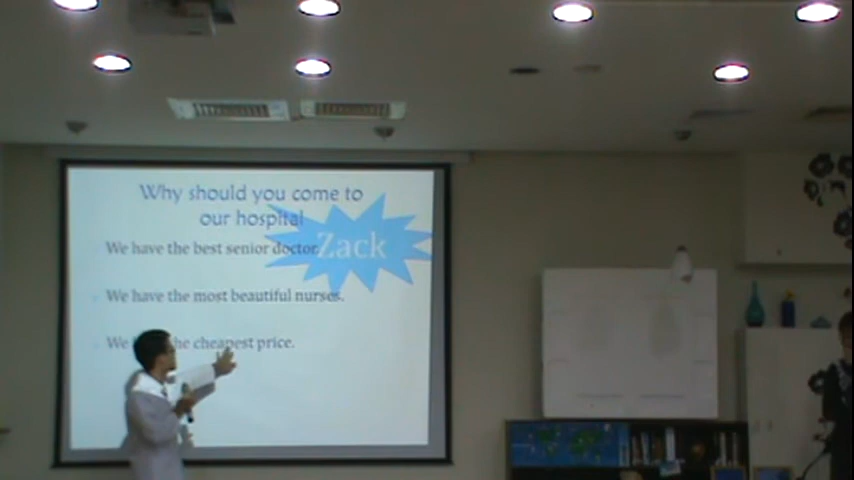 Why should you come to
our hospital
We have the best senior doctor
Zack
We have the most beautiful nurses.
We he cheapest price.